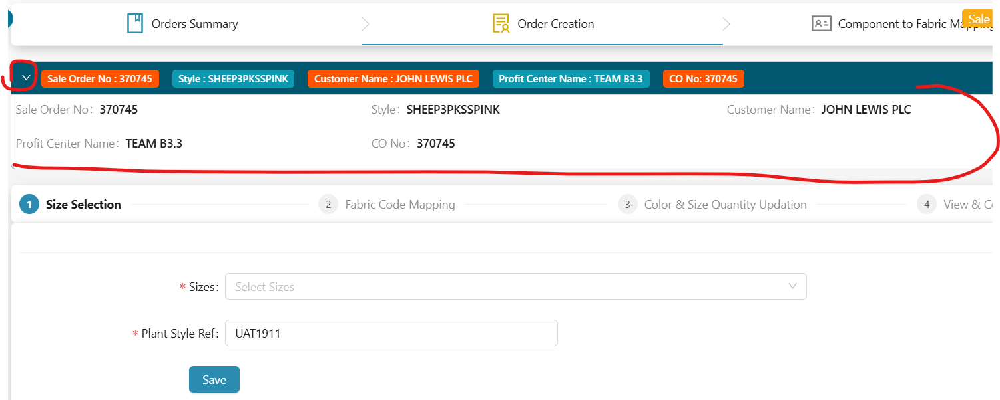 Orders Summary
Order Creation
Component to Fabric Mapping
Sale
Sale Order No : 370745
Style : SHEEP3PKSSPINK
Customer Name : JOHN LEWIS PLC
Profit Center Name : TEAM B3.3
CO No: 370745
Sale Order No: 370745
Style: SHEEP3PKSSPINK
Customer Name: JOHN LEWIS PLC
Profit Center Name: TEAM B3.3
CO No: 370745
1 Size Selection
2 Fabric Code Mapping
3 Color & Size Quantity Updation
4 View & C
* Sizes: Select Sizes
* Plant Style Ref: UAT1911
Save